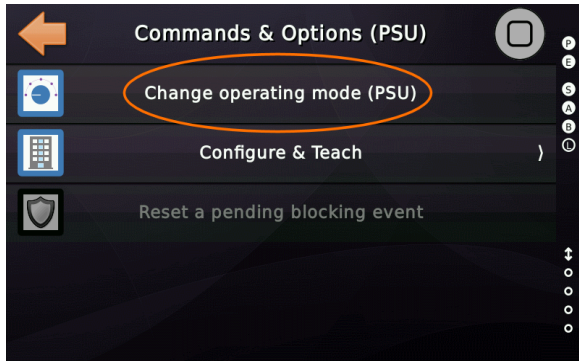 Commands & Options (PSU)
Change operating mode (PSU)
Configure & Teach
Reset a pending blocking event
P
E
S
A
B
L